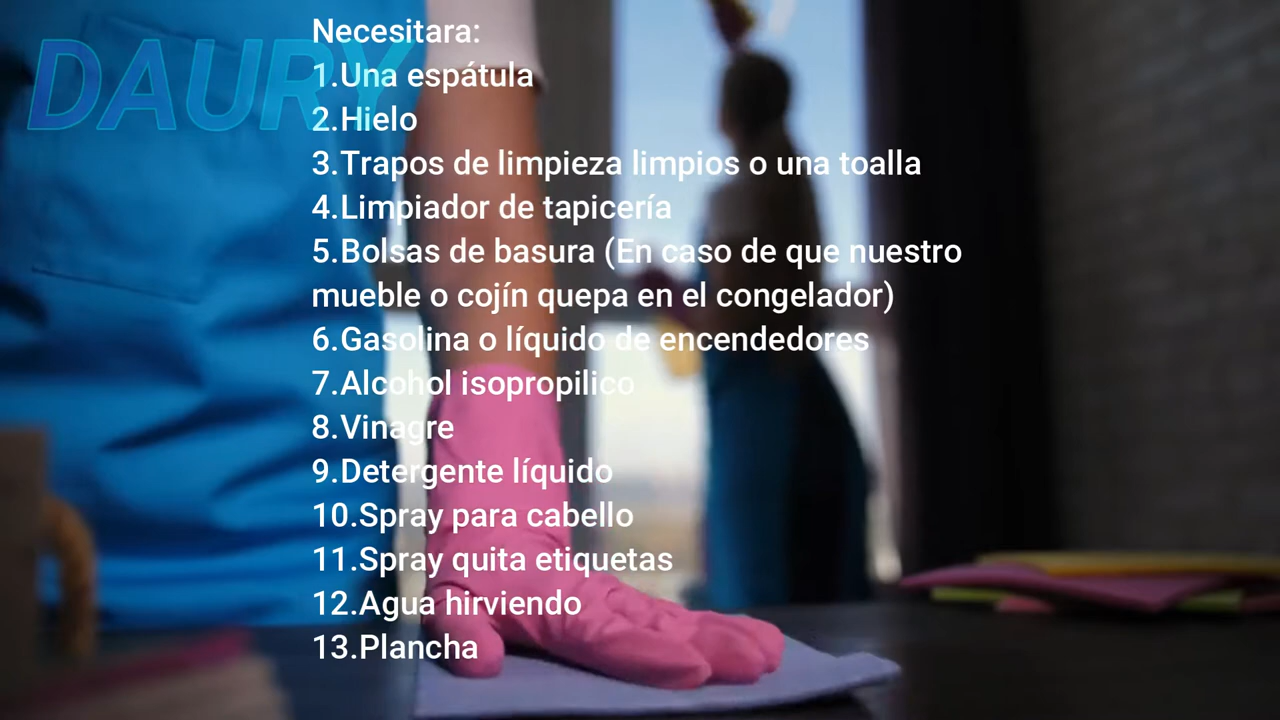 DAURY
Necesitara:
1.Una espátula
2.Hielo
3.Trapos de limpieza limpios o una toalla
4.Limpiador de tapicería
5.Bolsas de basura (En caso de que nuestro
mueble o cojín quepa en el congelador)
6.Gasolina o líquido de encendedores
7.Alcohol isopropilico
8.Vinagre
9.Detergente líquido
10.Spray para cabello
11.Spray quita etiquetas
12.Agua hirviendo
13.Plancha